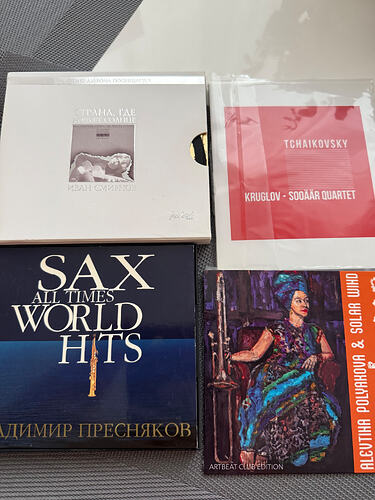 СТРАНА, ГДЕ
ИВАН СМИРНОВ
TCHAIKOVSKY
KRUGLOV - SOOÄÄR QUARTET
SAX
ALL TIMES
WORLD
HITS
АДИМИР ПРЕСНЯКОВ
ARTBEAT CLUB EDITION
ALEVTINA POLYAKOVA & SOLAR WIND